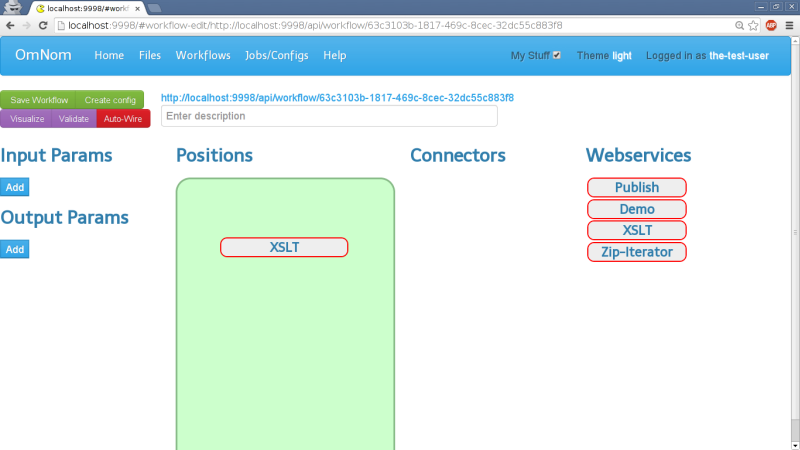 localhost:9998/#workf
localhost:9998/#workflow-edit/http://localhost:9998/api/workflow/63c3103b-1817-469c-8cec-32dc55c883f8
ABP
OmNom Home Files Workflows Jobs/Configs Help My Stuff Theme light Logged in as the-test-user
Save Workflow Create config
http://localhost:9998/api/workflow/63c3103b-1817-469c-8cec-32dc55c883f8
Visualize Validate Auto-Wire
Enter description
Input Params Positions Connectors Webservices
Add
Publish
Demo
Output Params
XSLT
Add
XSLT
Zip-Iterator